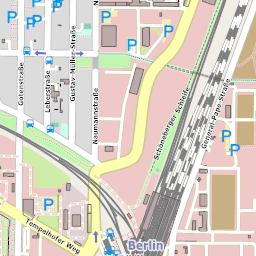 Gotenstraße
Leberstraße
Gustav-Müller-Straße
Naumannstraße
Schöneberger Schleife
General-Pape-Straße
Tempelhofer Weg
Berlin
P
P
P
P
P
P
P
P